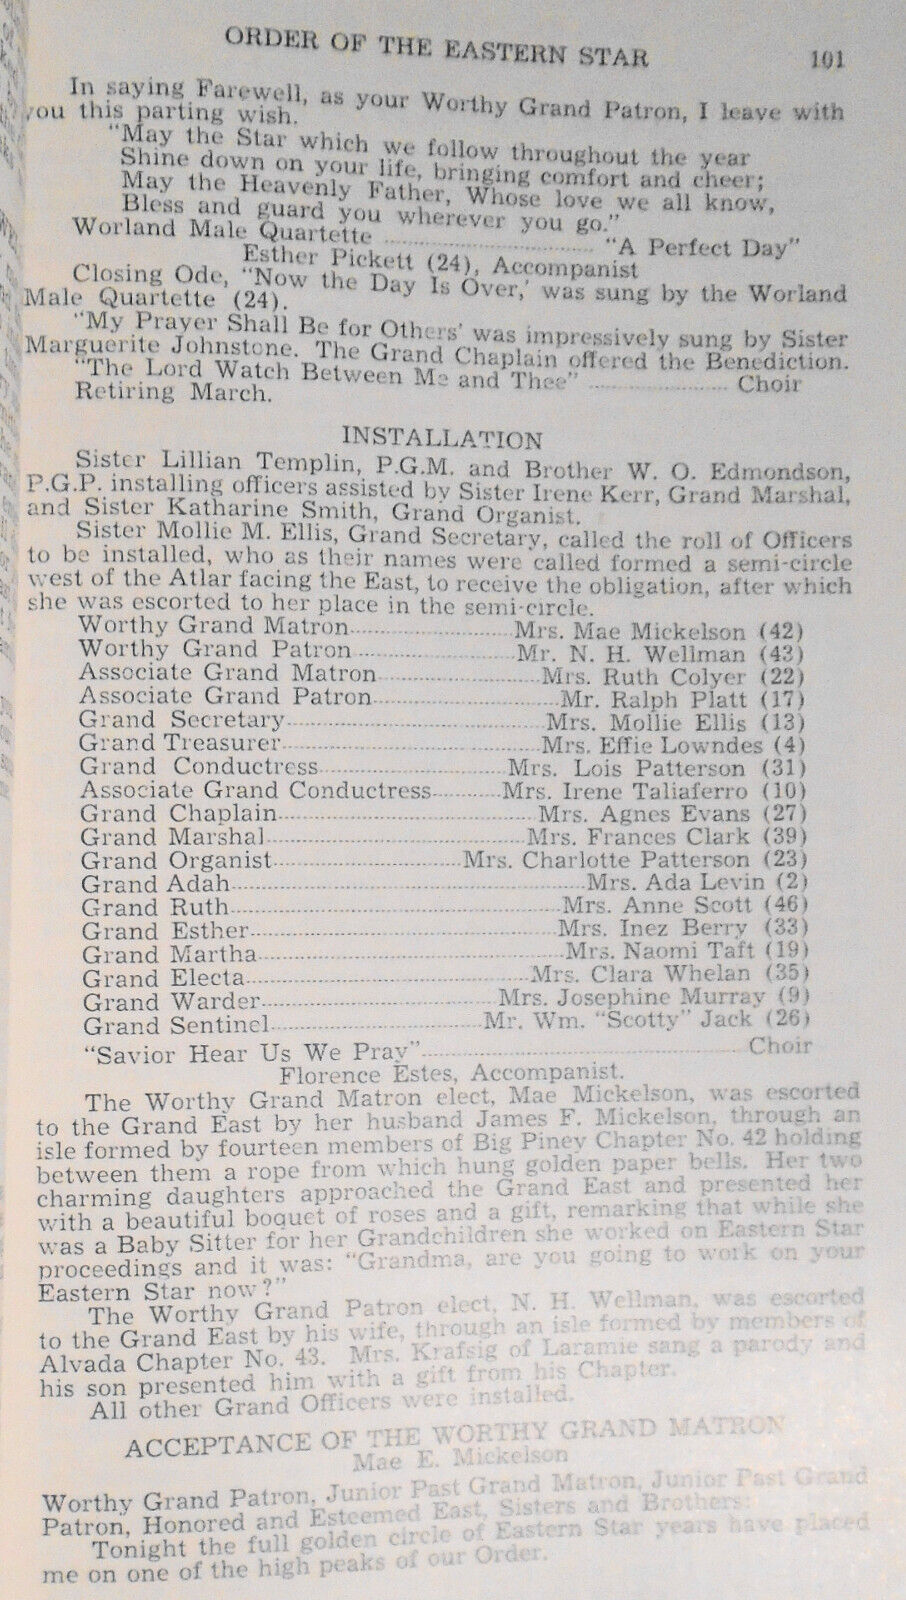 ORDER OF THE EASTERN STAR 101
In saying Farewell, as your Worthy Grand Patron, I leave with
you this parting wish.
"May the Star which we follow throughout the year
Shine down on your life, bringing comfort and cheer;
May the Heavenly Father, Whose love we all know,
Bless and guard you wherever you go."
Worland Male Quartette ........................ "A Perfect Day"
Esther Pickett (24), Accompanist
Closing Ode, "Now the Day Is Over,' was sung by the Worland
Male Quartette (24).
"My Prayer Shall Be for Others' was impressively sung by Sister
Marguerite Johnstone. The Grand Chaplain offered the Benediction.
"The Lord Watch Between Me and Thee" ................ Choir
Retiring March.
INSTALLATION
Sister Lillian Templin, P.G.M. and Brother W. O. Edmondson,
P.G.P. installing officers assisted by Sister Irene Kerr, Grand Marshal,
and Sister Katharine Smith, Grand Organist.
Sister Mollie M. Ellis, Grand Secretary, called the roll of Officers
to be installed, who as their names were called formed a semi-circle
west of the Atlar facing the East, to receive the obligation, after which
she was escorted to her place in the semi-circle.
Worthy Grand Matron................Mrs. Mae Mickelson (42)
Worthy Grand Patron................Mr. N. H. Wellman (43)
Associate Grand Matron................Mrs. Ruth Colyer (22)
Associate Grand Patron................Mr. Ralph Platt (17)
Grand Secretary................Mrs. Mollie Ellis (13)
Grand Treasurer................Mrs. Effie Lowndes (4)
Grand Conductress................Mrs. Lois Patterson (31)
Associate Grand Conductress...........Mrs. Irene Taliaferro (10)
Grand Chaplain................Mrs. Agnes Evans (27)
Grand Marshal................Mrs. Frances Clark (39)
Grand Organist................Mrs. Charlotte Patterson (23)
Grand Adah................Mrs. Ada Levin (2)
Grand Ruth................Mrs. Anne Scott (46)
Grand Esther................Mrs. Inez Berry (33)
Grand Martha................Mrs. Naomi Taft (19)
Grand Electa................Mrs. Clara Whelan (35)
Grand Warder................Mrs. Josephine Murray (9)
Grand Sentinel................Mr. Wm. "Scotty" Jack (26)
"Savior Hear Us We Pray"................Choir
Florence Estes, Accompanist.
The Worthy Grand Matron elect, Mae Mickelson, was escorted
to the Grand East by her husband James F. Mickelson, through an
isle formed by fourteen members of Big Piney Chapter No. 42 holding
between them a rope from which hung golden paper bells. Her two
charming daughters approached the Grand East and presented her
with a beautiful boquet of roses and a gift, remarking that while she
was a Baby Sitter for her Grandchildren she worked on Eastern Star
proceedings and it was: "Grandma, are you going to work on your
Eastern Star now?"
The Worthy Grand Patron elect, N. H. Wellman, was escorted
to the Grand East by his wife, through an isle formed by members of
Alvada Chapter No. 43. Mrs. Krafsig of Laramie sang a parody and
his son presented him with a gift from his Chapter.
All other Grand Officers were installed.
ACCEPTANCE OF THE WORTHY GRAND MATRON
Mae E. Mickelson
Worthy Grand Patron, Junior Past Grand Matron, Junior Past Grand
Patron, Honored and Esteemed East, Sisters and Brothers:
Tonight the full golden circle of Eastern Star years have placed
me on one of the high peaks of our Order.